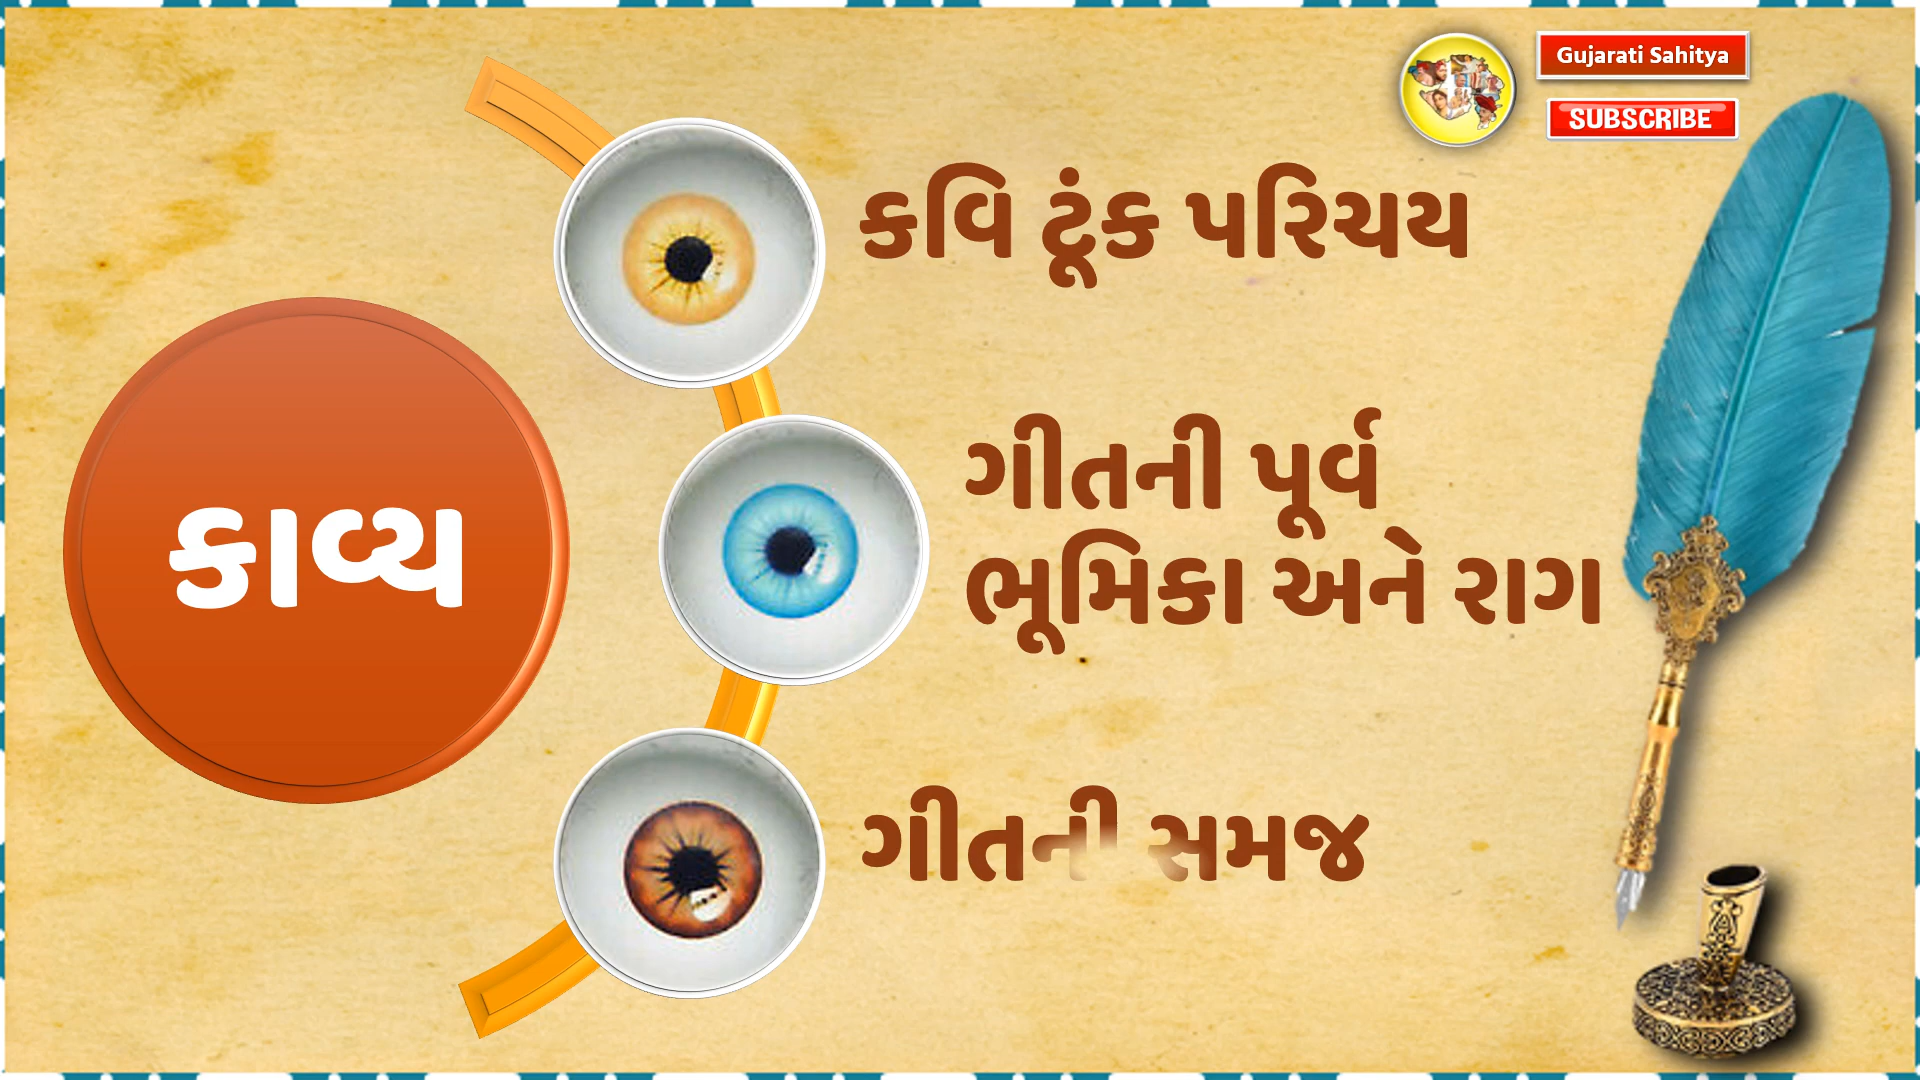 Gujarati Sahitya
SUBSCRIBE
કવિ ટૂંક પરિચય
ગીતની પૂર્વ
ભૂમિકા અને રાગ
કાવ્ય
ગીતની સમજ